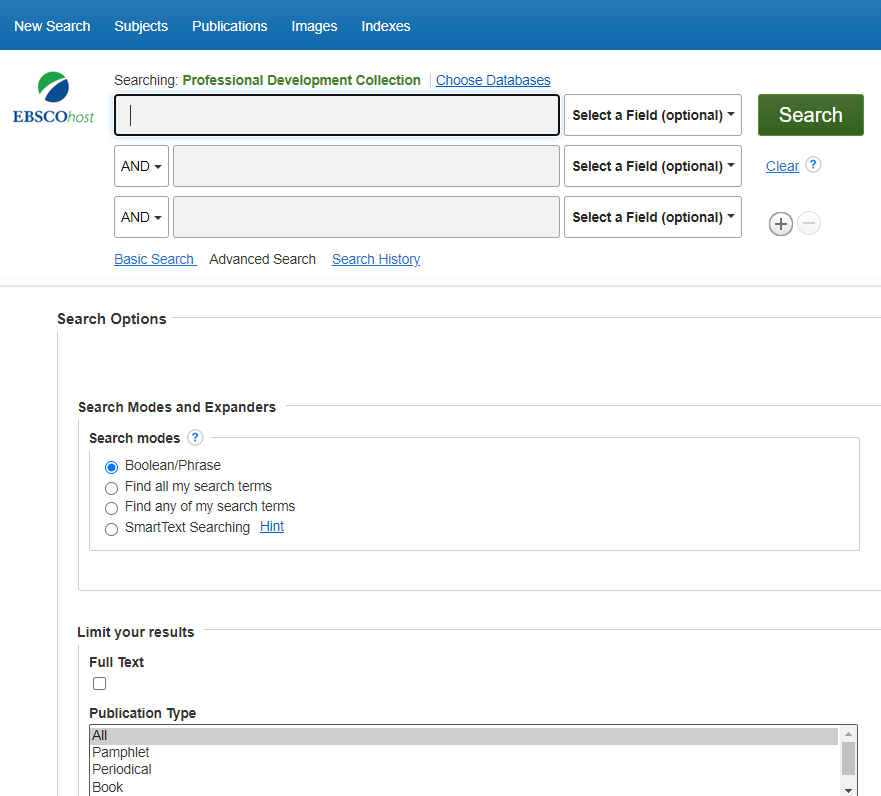 New Search Subjects Publications Images Indexes
Searching: Professional Development Collection Choose Databases
EBSCOhost
Select a Field (optional) Search
AND Select a Field (optional) Clear ?
AND Select a Field (optional)
Basic Search Advanced Search Search History
Search Options
Search Modes and Expanders
Search modes ?
Boolean/Phrase
Find all my search terms
Find any of my search terms
SmartText Searching Hint
Limit your results
Full Text
Publication Type
All
Pamphlet
Periodical
Book